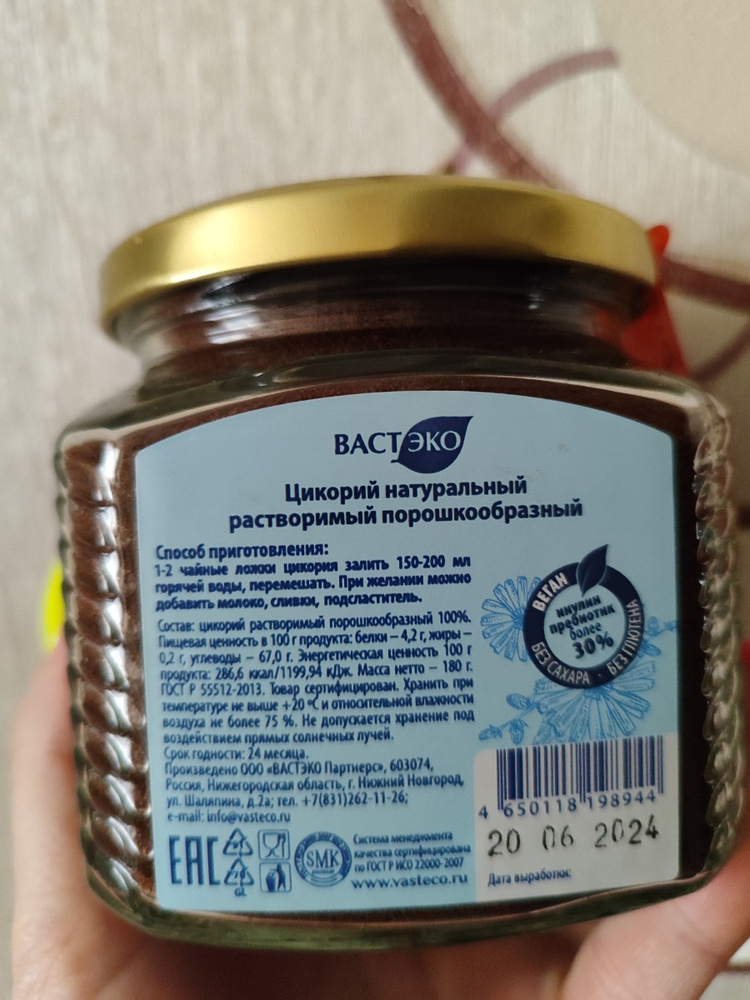 ВАСТЭКО
Цикорий натуральный
растворимый порошкообразный
Способ приготовления:
1-2 чайные ложки цикория залить 150-200 мл
горячей воды, перемешать. При желании можно
добавить молоко, сливки, подсластитель.
Состав: цикорий растворимый порошкообразный 100%.
Пищевая ценность в 100 г продукта: белки – 4,2 г, жиры –
0,2 г, углеводы – 67,0 г. Энергетическая ценность 100 г
продукта: 286,6 ккал/1199,94 кДж. Масса нетто – 180 г.
ГОСТ Р 55512-2013. Товар сертифицирован. Хранить при
температуре не выше +20 °С и относительной влажности
воздуха не более 75 %. Не допускается хранение под
воздействием прямых солнечных лучей.
Срок годности: 24 месяца.
Произведено ООО «ВАСТЭКО Партнерс», 603074,
Россия, Нижегородская область, г. Нижний Новгород,
ул. Шаляпина, д.2а; тел. +7(831)262-11-26;
e-mail: info@vasteco.ru
ВЕГАН
инулин
пребиотик
более
30%
БЕЗ САХАРА · БЕЗ ГЛЮТЕНА
4 650118 198944
20 06 2024
Дата выработки:
EAC
GL
SMK
Система менеджмента
качества сертифицирована
по ГОСТ Р ИСО 22000-2007
www.vasteco.ru